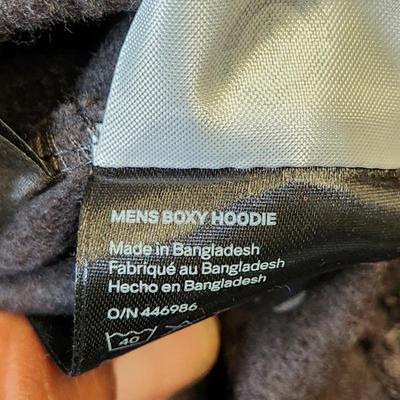 MENS BOXY HOODIE
Made in Bangladesh
Fabriqué au Bangladesh
Hecho en Bangladesh
O/N 446986
40